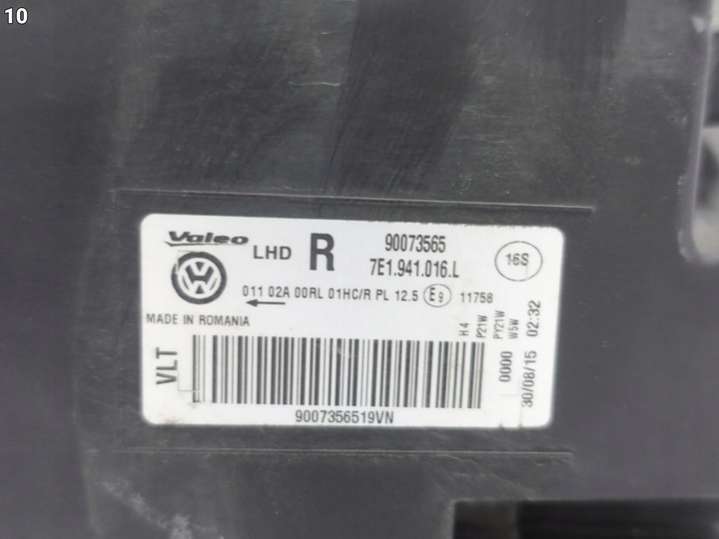 10
Valeo
LHD R
90073565
7E1.941.016.L
16S
011 02A 00RL 01HC/R PL 12.5 E9 11758
MADE IN ROMANIA
VLT
H4
P21W
PY21W
W5W
0000
30/08/15 02:32
9007356519VN